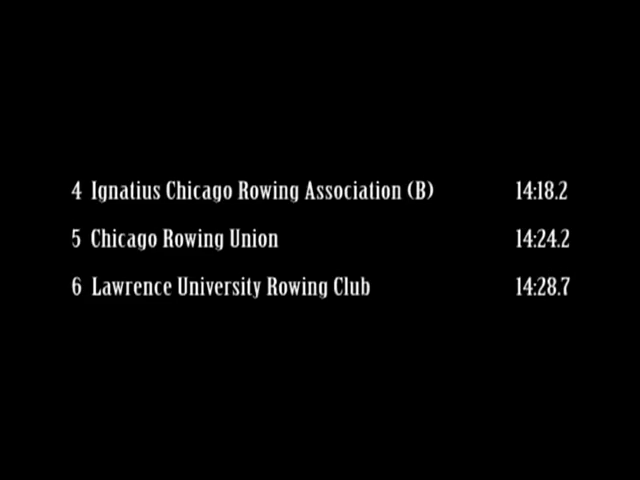 4 Ignatius Chicago Rowing Association (B) 14:18.2
5 Chicago Rowing Union 14:24.2
6 Lawrence University Rowing Club 14:28.7